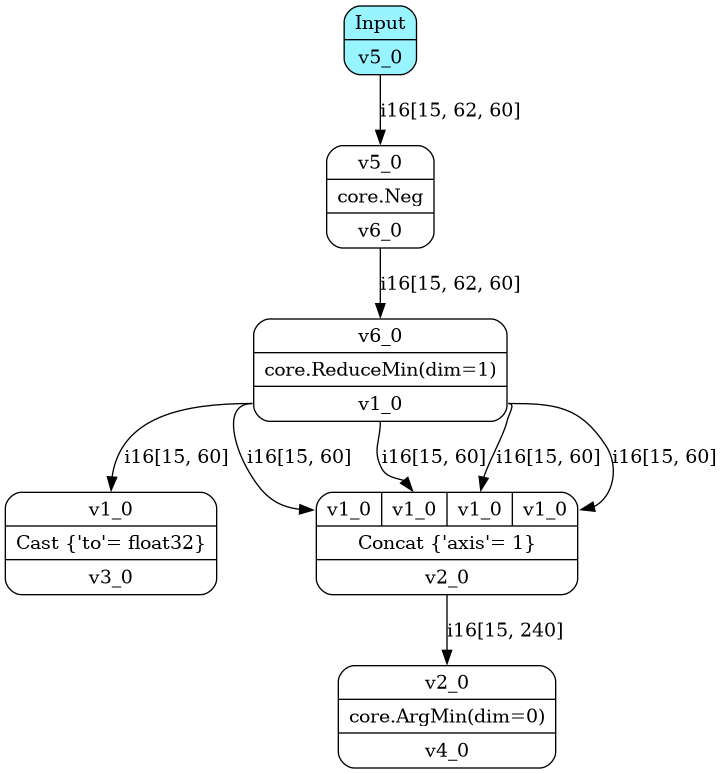 Input
v5_0
i16[15, 62, 60]
v5_0
core.Neg
v6_0
i16[15, 62, 60]
v6_0
core.ReduceMin(dim=1)
v1_0
i16[15, 60] i16[15, 60] i16[15, 60] i16[15, 60] i16[15, 60]
v1_0
Cast {'to'= float32}
v3_0
v1_0 v1_0 v1_0 v1_0
Concat {'axis'= 1}
v2_0
i16[15, 240]
v2_0
core.ArgMin(dim=0)
v4_0